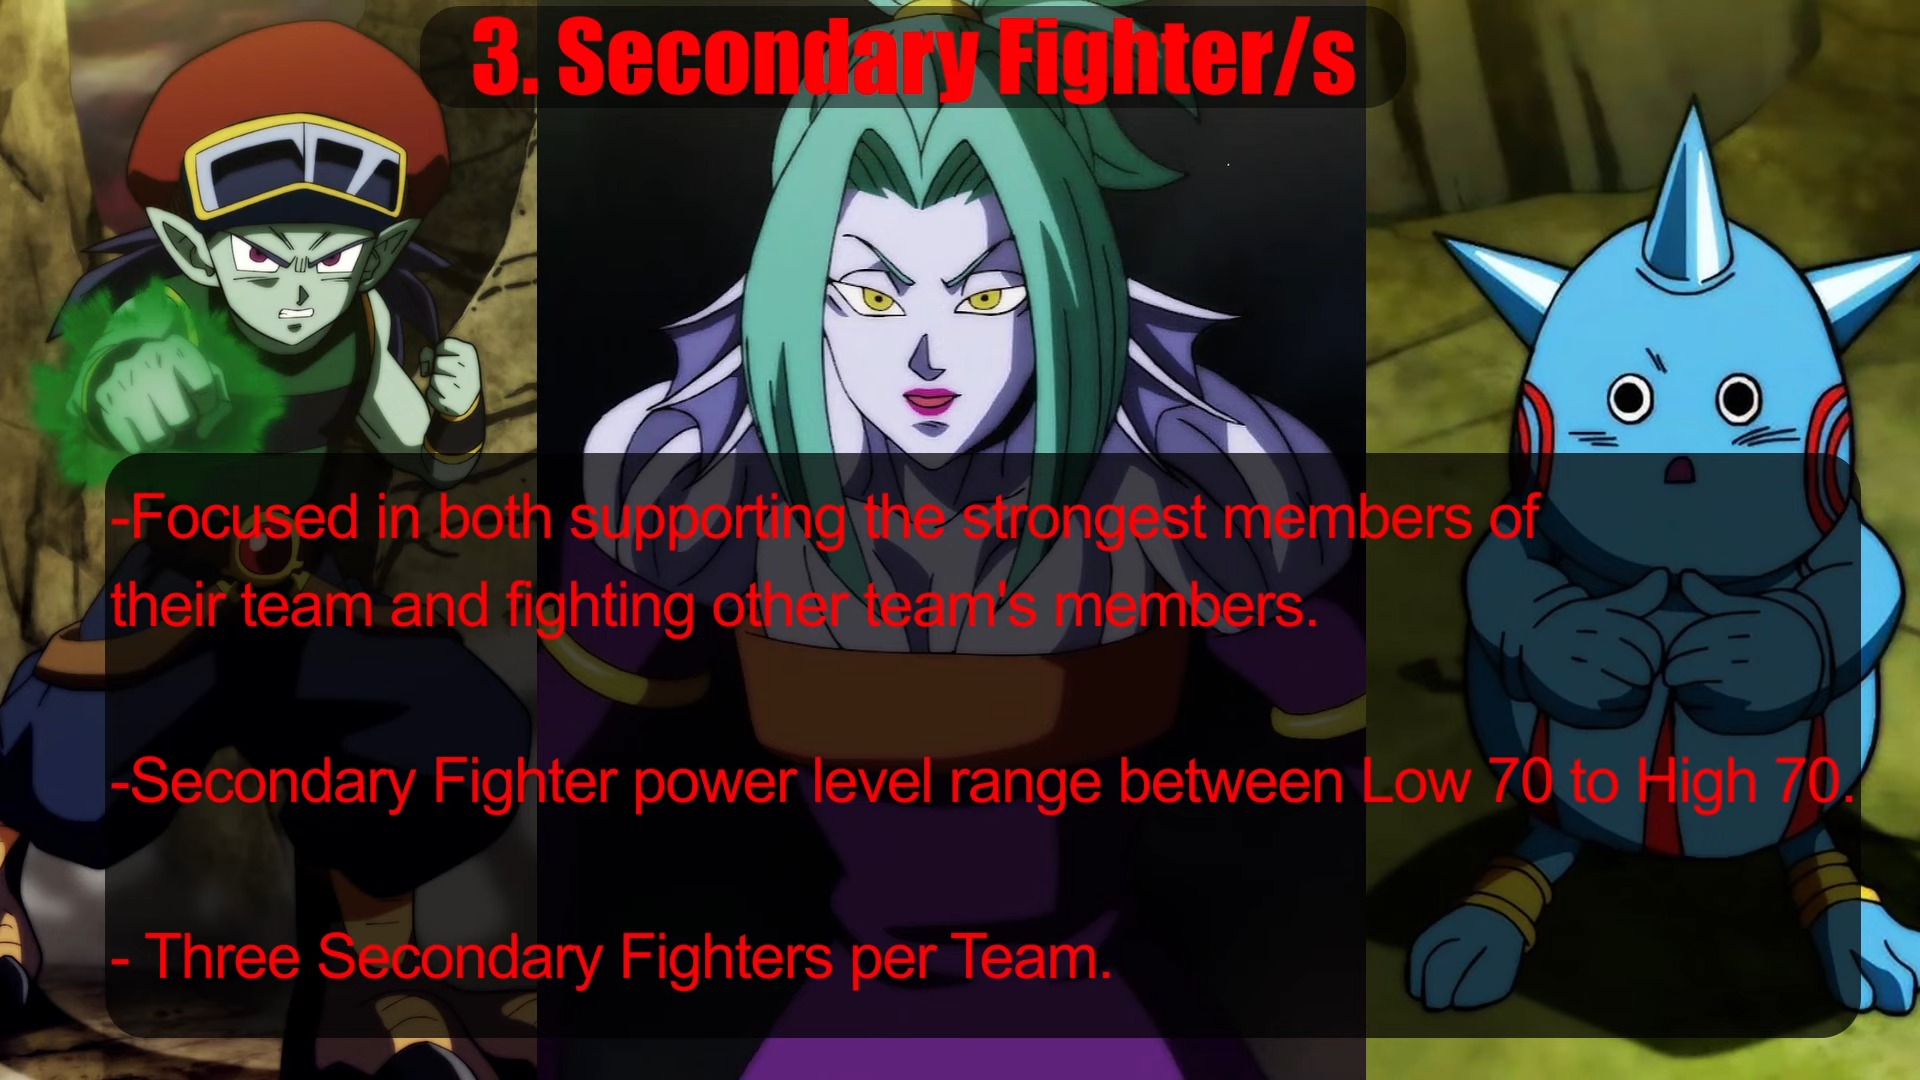 3. Secondary Fighter/s
-Focused in both supporting the strongest members of
their team and fighting other team's members.
-Secondary Fighter power level range between Low 70 to High 70.
- Three Secondary Fighters per Team.